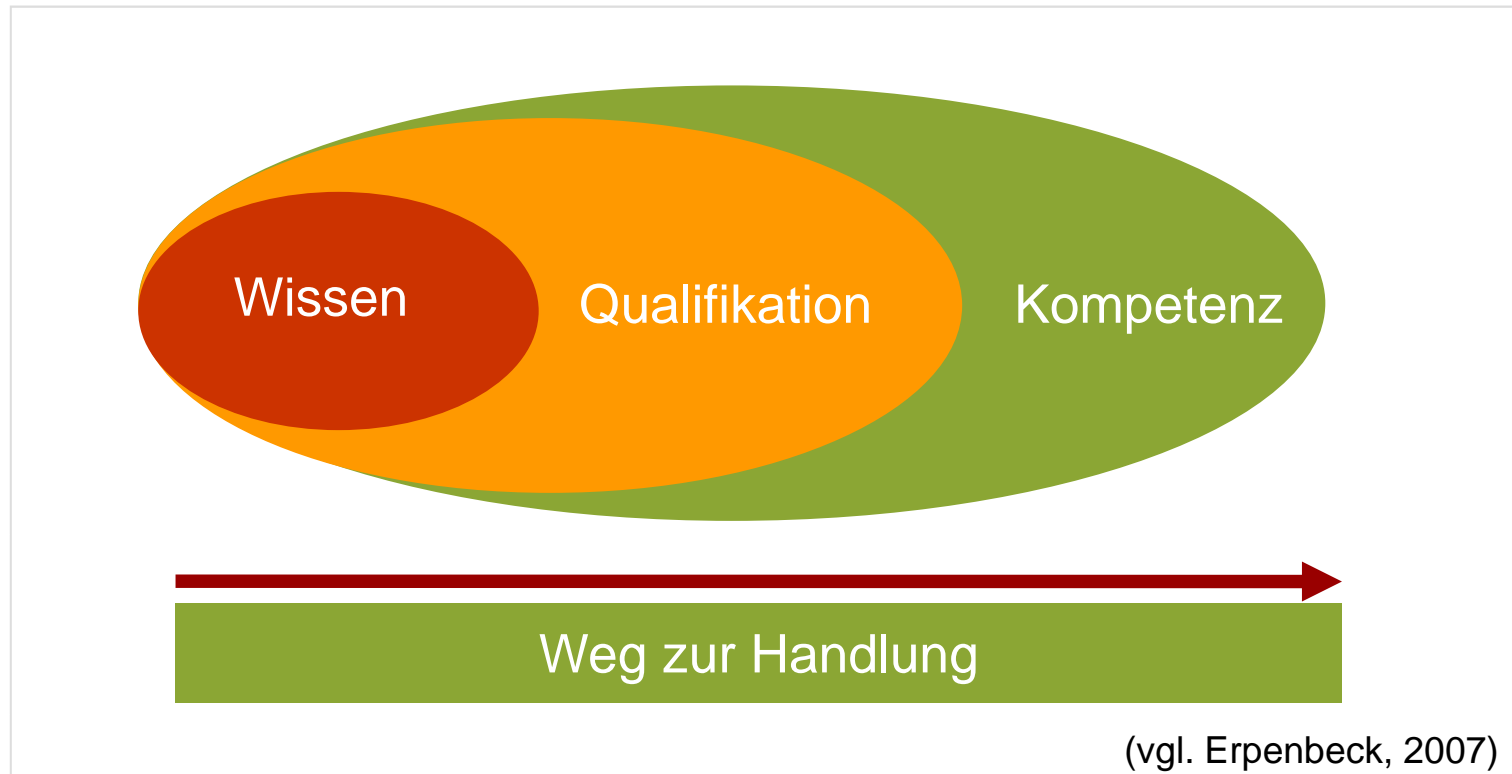 Wissen
Qualifikation
Kompetenz
Weg zur Handlung
(vgl. Erpenbeck, 2007)